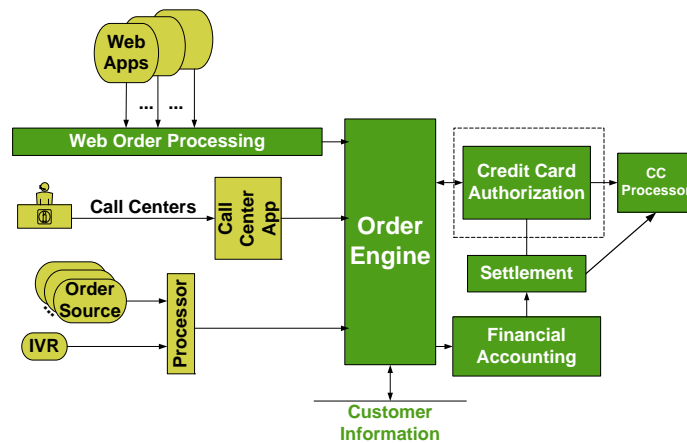 Web
Apps
... ...
Web Order Processing
Call Centers
Call
Center
App
Order
Source
...
IVR
Processor
Order
Engine
Credit Card
Authorization
CC
Processor
Settlement
Financial
Accounting
Customer
Information